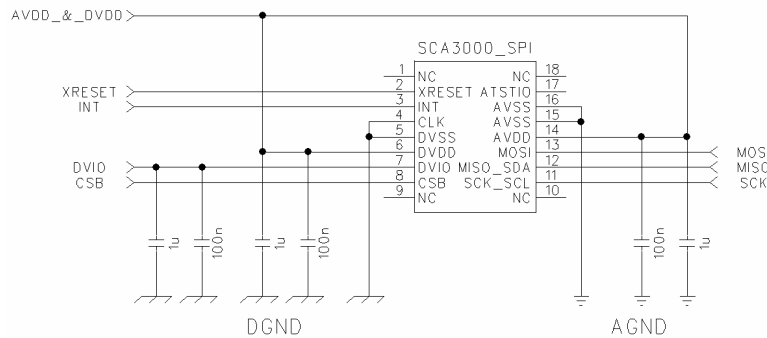 AVDD_&_DVDD
SCA3000_SPI
1 NC NC 18
XRESET 2 XRESET ATSTIO 17
INT 3 INT AVSS 16
4 CLK AVSS 15
5 DVSS AVDD 14
6 DVDD MOSI 13 MOSI
DVIO 7 DVIO MISO_SDA 12 MISO
CSB 8 CSB SCK_SCL 11 SCK
9 NC NC 10
1u 100n 1u 100n 100n 1u
DGND AGND